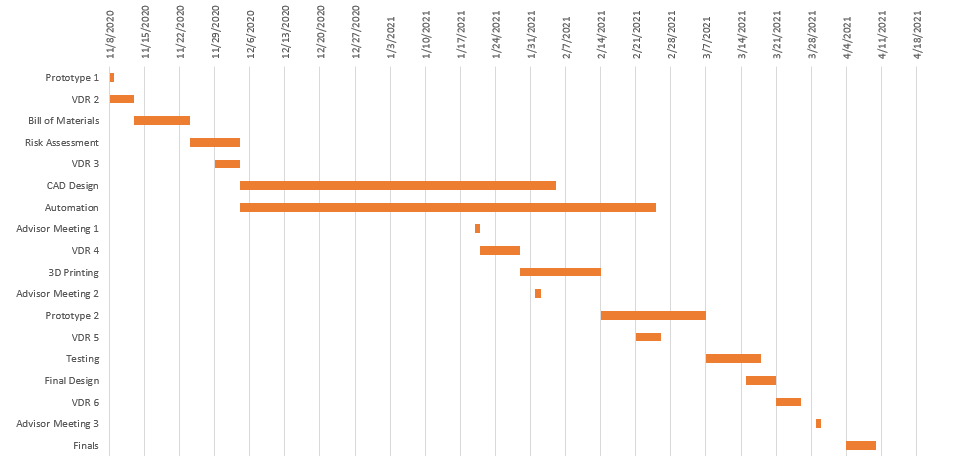 11/8/2020
11/15/2020
11/22/2020
11/29/2020
12/6/2020
12/13/2020
12/20/2020
12/27/2020
1/3/2021
1/10/2021
1/17/2021
1/24/2021
1/31/2021
2/7/2021
2/14/2021
2/21/2021
2/28/2021
3/7/2021
3/14/2021
3/21/2021
3/28/2021
4/4/2021
4/11/2021
4/18/2021
Prototype 1
VDR 2
Bill of Materials
Risk Assessment
VDR 3
CAD Design
Automation
Advisor Meeting 1
VDR 4
3D Printing
Advisor Meeting 2
Prototype 2
VDR 5
Testing
Final Design
VDR 6
Advisor Meeting 3
Finals